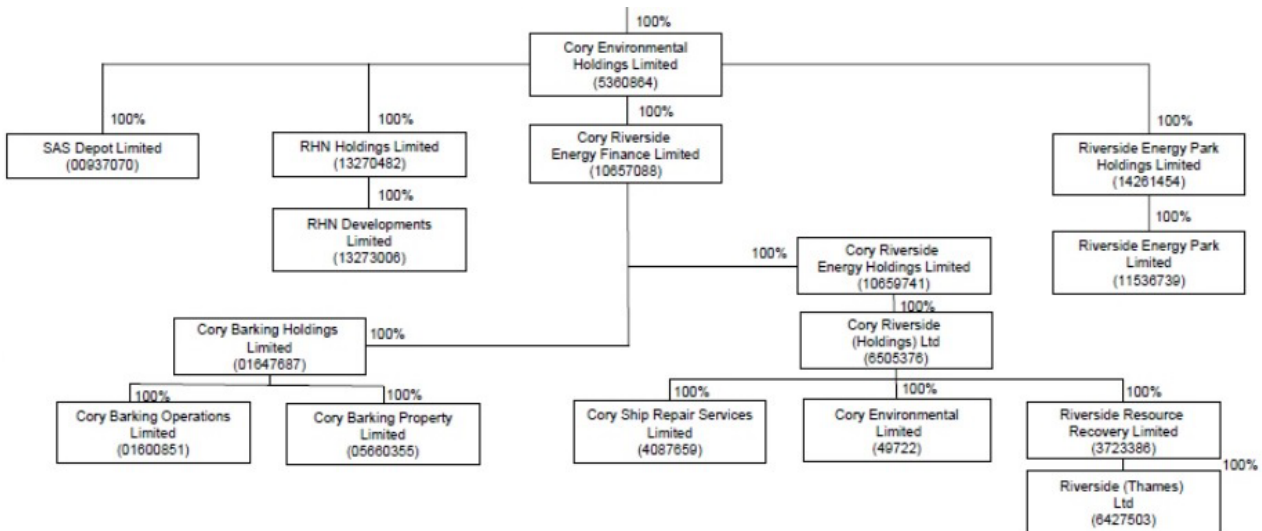 100%
Cory Environmental
Holdings Limited
(5360864)
100%
100%
100%
100%
SAS Depot Limited
(00937070)
RHN Holdings Limited
(13270482)
Cory Riverside
Energy Finance Limited
(10657088)
Riverside Energy Park
Holdings Limited
(14261454)
100%
100%
RHN Developments
Limited
(13273006)
Riverside Energy Park
Limited
(11536739)
100%
Cory Riverside
Energy Holdings Limited
(10659741)
100%
Cory Barking Holdings
Limited
(01647687)
100%
Cory Riverside
(Holdings) Ltd
(6505376)
100%
100%
100%
100%
100%
Cory Barking Operations
Limited
(01600851)
Cory Barking Property
Limited
(05660355)
Cory Ship Repair Services
Limited
(4087659)
Cory Environmental
Limited
(49722)
Riverside Resource
Recovery Limited
(3723386)
100%
Riverside (Thames)
Ltd
(6427503)